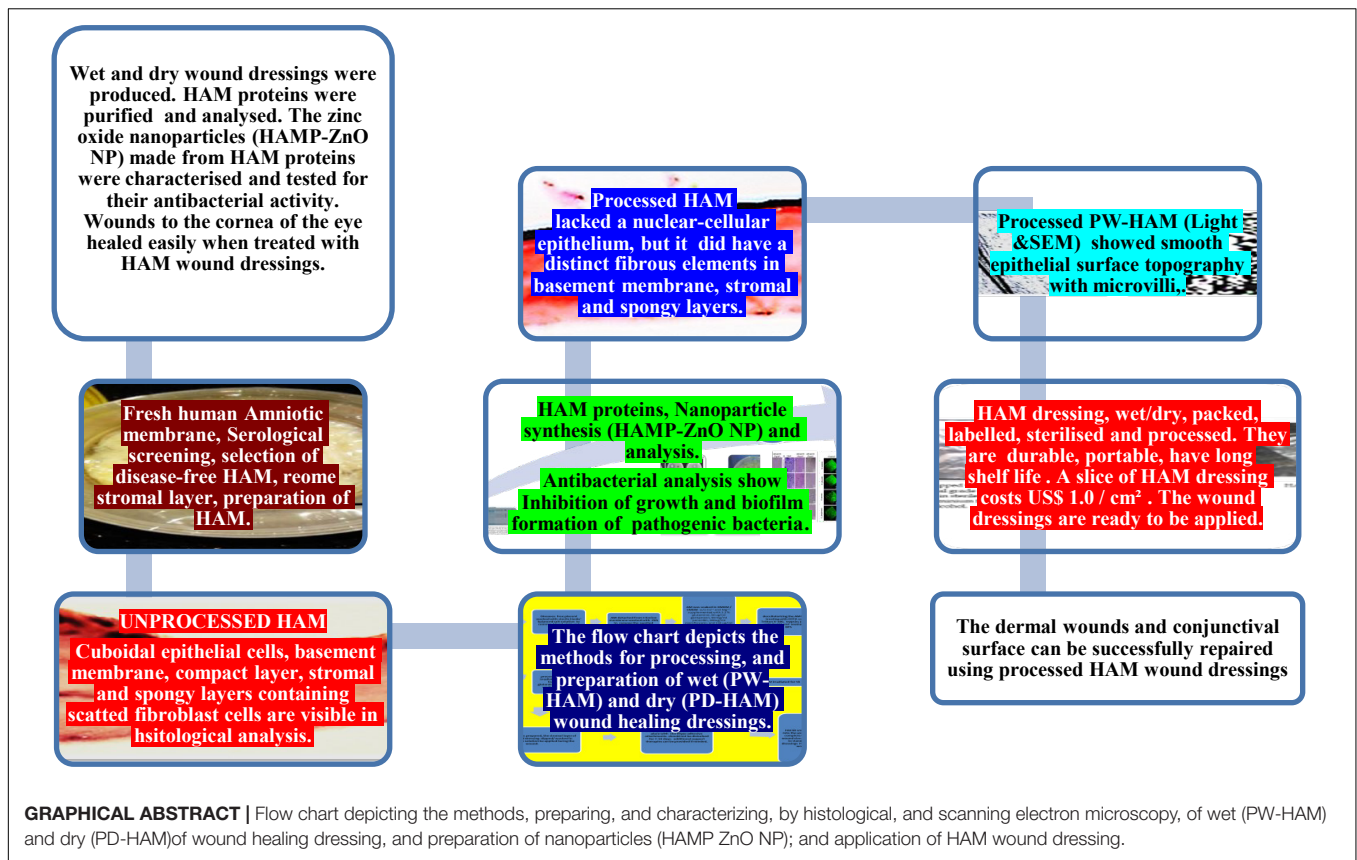 Wet and dry wound dressings were
produced. HAM proteins were
purified and analysed. The zinc
oxide nanoparticles (HAMP-ZnO
NP) made from HAM proteins
were characterised and tested for
their antibacterial activity.
Wounds to the cornea of the eye
healed easily when treated with
HAM wound dressings.
Fresh human Amniotic
membrane, Serological
screening, selection of
disease-free HAM, reome
stromal layer, preparation of
HAM.
UNPROCESSED HAM
Cuboidal epithelial cells, basement
membrane, compact layer, stromal
and spongy layers containing
scatted fibroblast cells are visible in
hsitological analysis.
The flow chart depicts the
methods for processing, and
preparation of wet (PW-
HAM) and dry (PD-HAM)
wound healing dressings.
HAM proteins, Nanoparticle
synthesis (HAMP-ZnO NP) and
analysis.
Antibacterial analysis show
Inhibition of growth and biofilm
formation of pathogenic bacteria.
Processed HAM
lacked a nuclear-cellular
epithelium, but it did have a
distinct fibrous elements in
basement membrane, stromal
and spongy layers.
Processed PW-HAM (Light
&SEM) showed smooth
epithelial surface topography
with microvilli,.
HAM dressing, wet/dry, packed,
labelled, sterilised and processed. They
are durable, portable, have long
shelf life . A slice of HAM dressing
costs US$ 1.0 / cm² . The wound
dressings are ready to be applied.
The dermal wounds and conjunctival
surface can be successfully repaired
using processed HAM wound dressings
GRAPHICAL ABSTRACT | Flow chart depicting the methods, preparing, and characterizing, by histological, and scanning electron microscopy, of wet (PW-HAM)
and dry (PD-HAM)of wound healing dressing, and preparation of nanoparticles (HAMP ZnO NP); and application of HAM wound dressing.